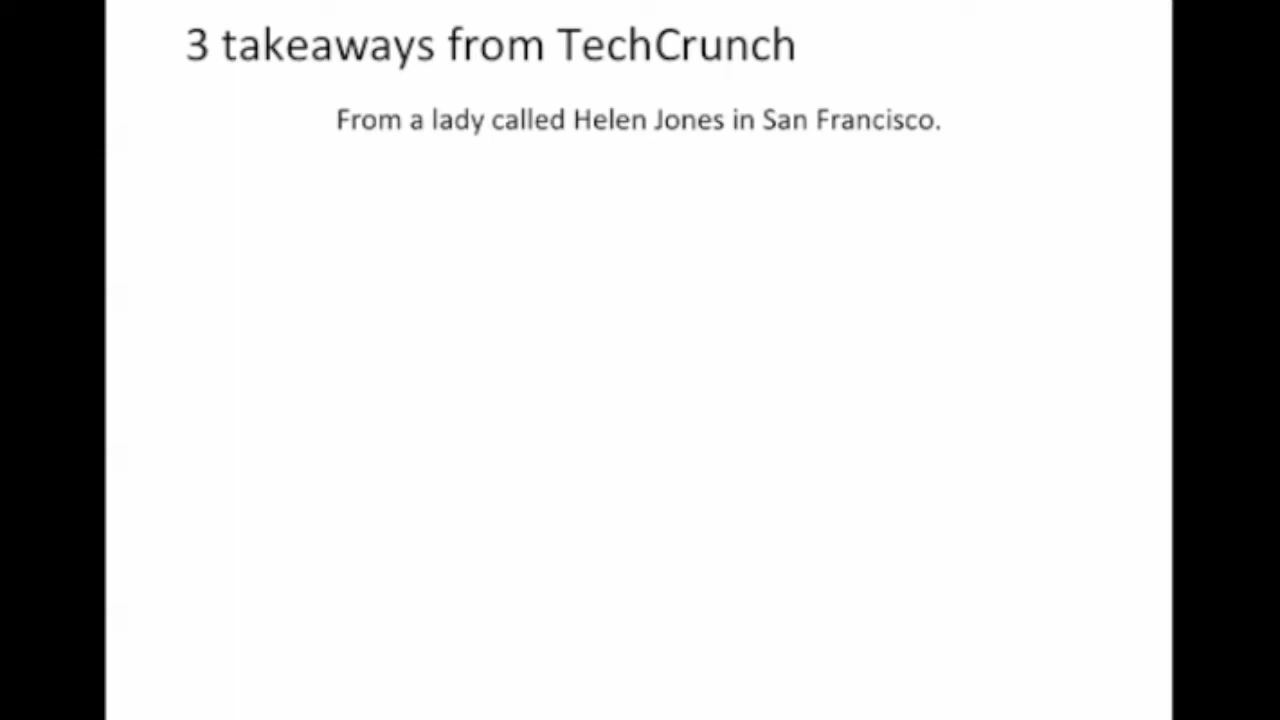 3 takeaways from TechCrunch
From a lady called Helen Jones in San Francisco.